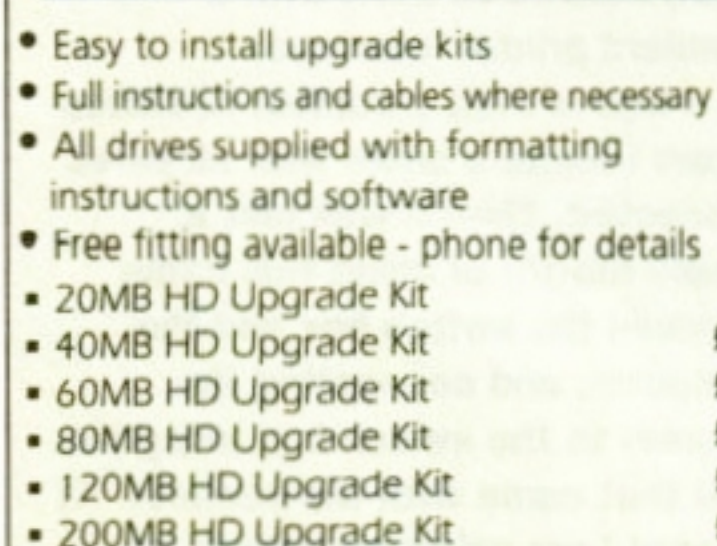 • Easy to install upgrade kits
• Full instructions and cables where necessary
• All drives supplied with formatting
instructions and software
• Free fitting available - phone for details
▪ 20MB HD Upgrade Kit
▪ 40MB HD Upgrade Kit
▪ 60MB HD Upgrade Kit
▪ 80MB HD Upgrade Kit
▪ 120MB HD Upgrade Kit
▪ 200MB HD Upgrade Kit